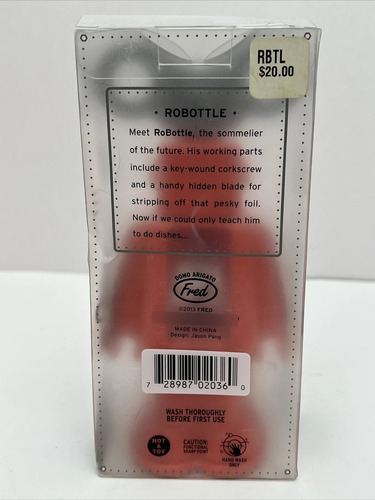 RBTL
$20.00
· ROBOTTLE ·
Meet RoBottle, the sommelier
of the future. His working parts
include a key-wound corkscrew
and a handy hidden blade for
stripping off that pesky foil.
Now if we could only teach him
to do dishes...
DOMO ARIGATO
Fred
©2013 FRED
MADE IN CHINA
Design: Jason Pang
7 28987 02036 0
WASH THOROUGHLY
BEFORE FIRST USE
NOT
A
TOY
CAUTION:
FUNCTIONAL
SHARP POINT
HAND WASH
ONLY